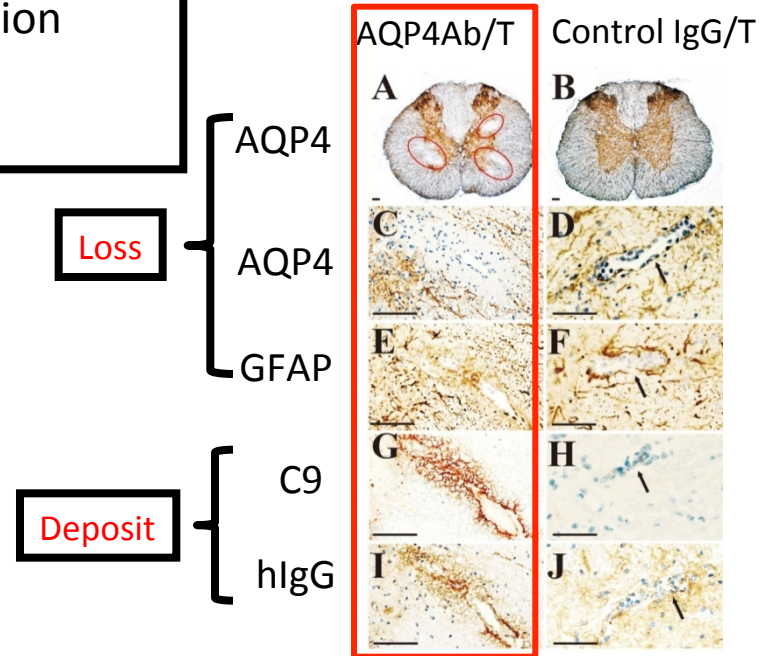 ion
AQP4Ab/T Control IgG/T
A B
AQP4
C D
Loss
AQP4
E F
GFAP
G H
C9
Deposit
I J
hIgG